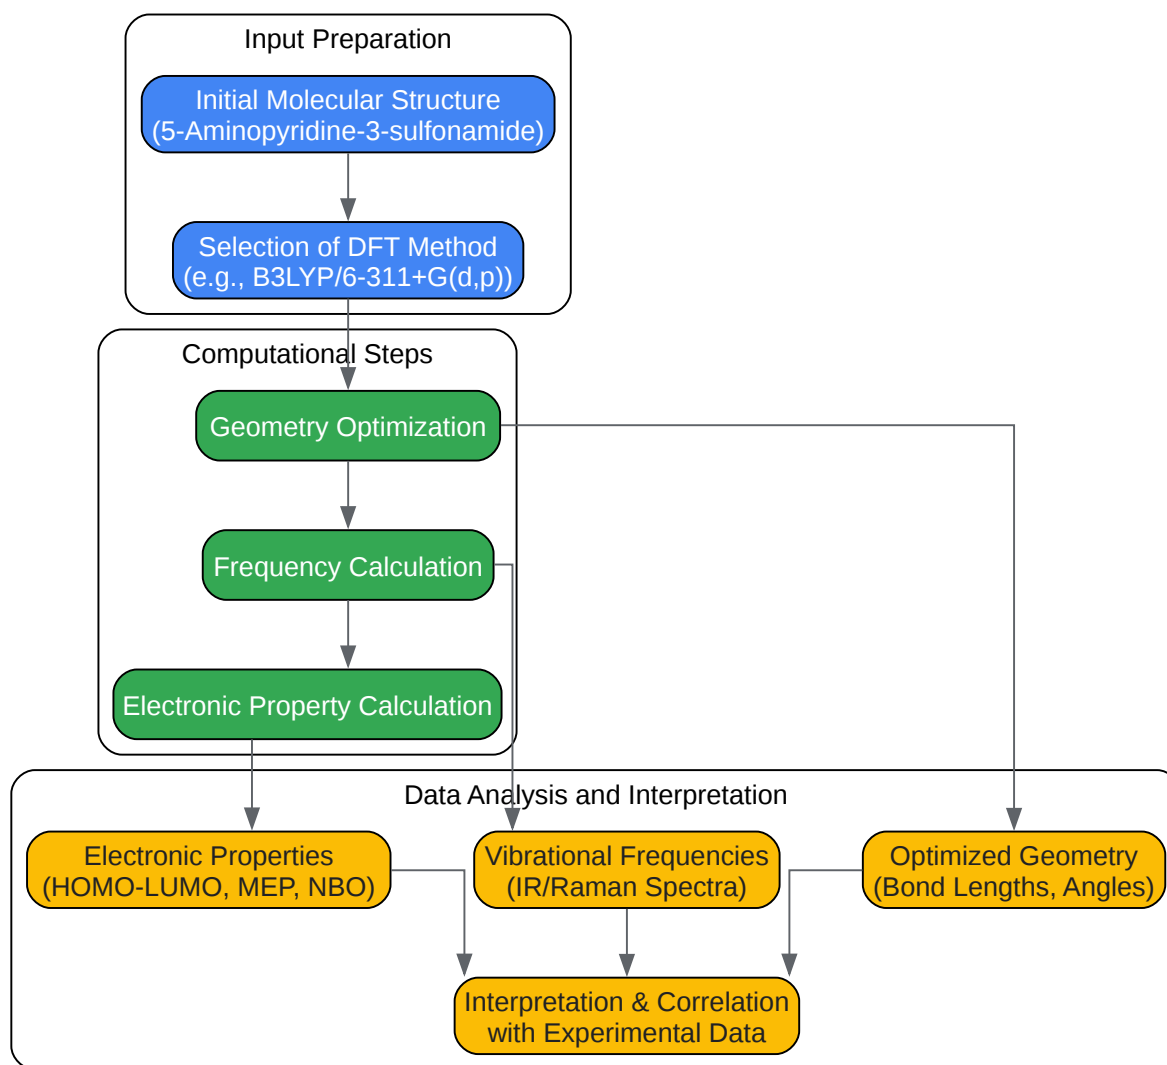 Input Preparation
Initial Molecular Structure
(5-Aminopyridine-3-sulfonamide)
Selection of DFT Method
(e.g., B3LYP/6-311+G(d,p))
Computational Steps
Geometry Optimization
Frequency Calculation
Electronic Property Calculation
Data Analysis and Interpretation
Electronic Properties
(HOMO-LUMO, MEP, NBO)
Vibrational Frequencies
(IR/Raman Spectra)
Optimized Geometry
(Bond Lengths, Angles)
Interpretation & Correlation
with Experimental Data